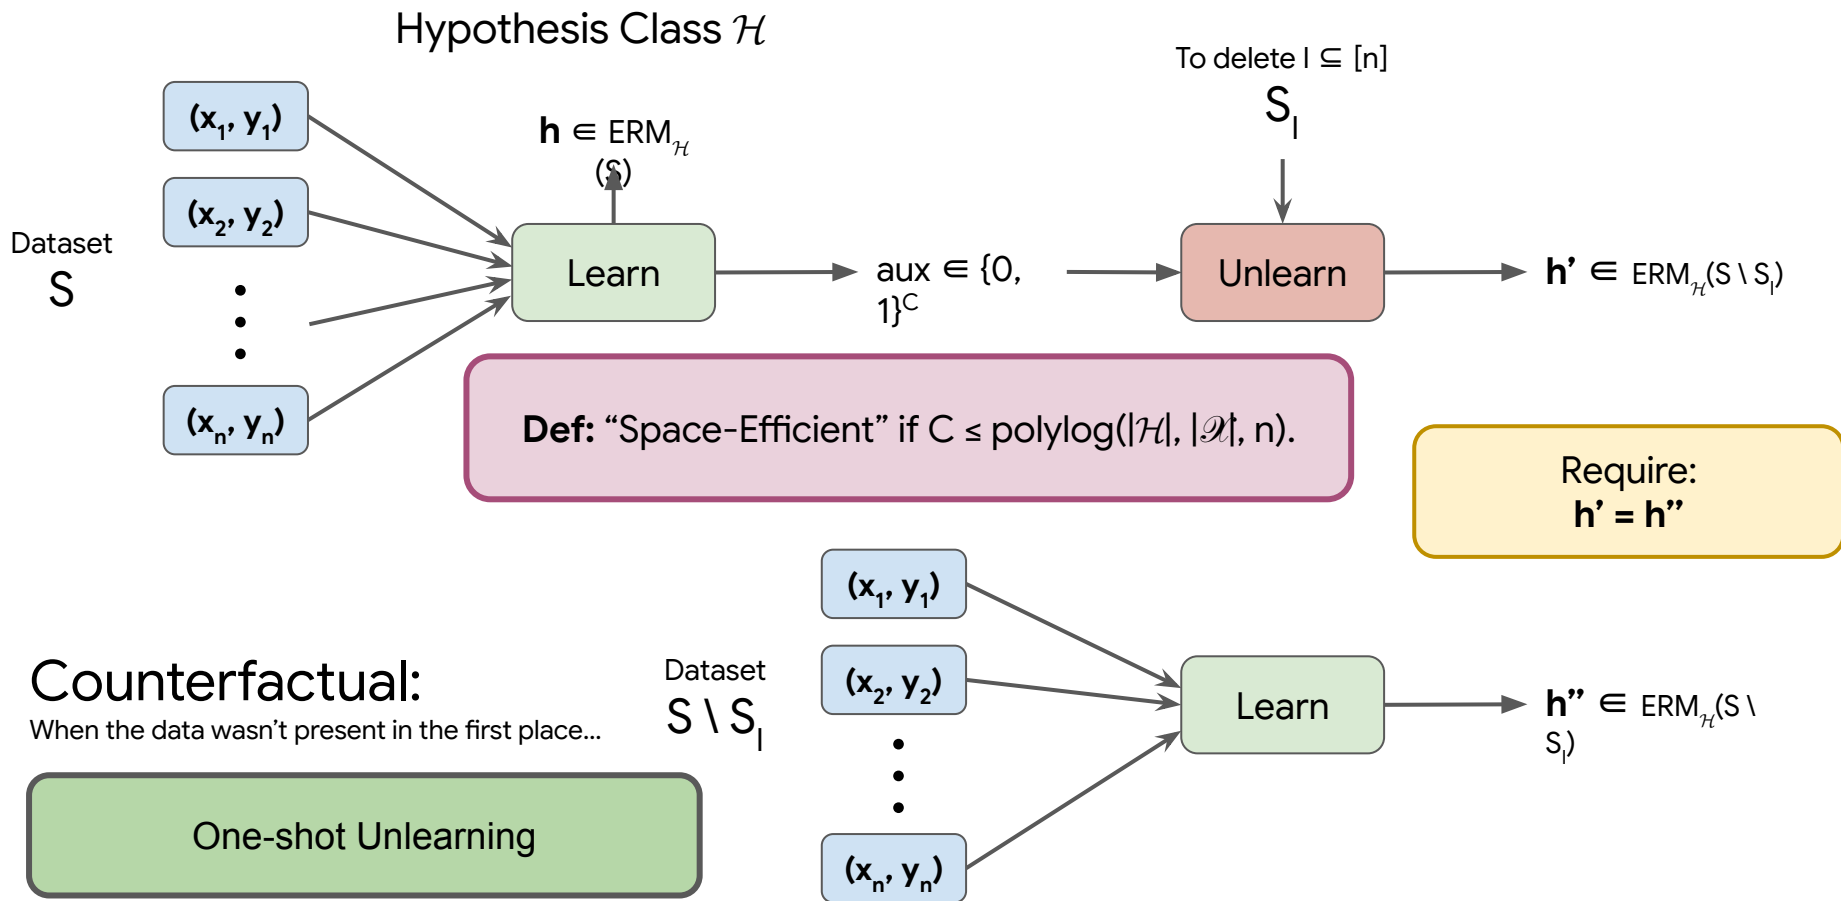 Hypothesis Class ℋ
To delete I ⊆ [n]
S_I
(x_1, y_1)
h ∈ ERM_ℋ
(S)
(x_2, y_2)
Dataset
S
Learn
aux ∈ {0,
1}^C
Unlearn
h’ ∈ ERM_ℋ(S \ S_I)
(x_n, y_n)
Def: “Space-Efficient” if C ≤ polylog(|ℋ|, |𝒳|, n).
Require:
h’ = h’’
(x_1, y_1)
Counterfactual:
When the data wasn’t present in the first place...
Dataset
S \ S_I
(x_2, y_2)
Learn
h’’ ∈ ERM_ℋ(S \
S_I)
One-shot Unlearning
(x_n, y_n)